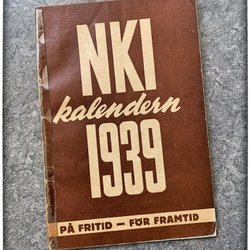 NKI
kalendern
1939
PÅ FRITID — FÖR FRAMTID